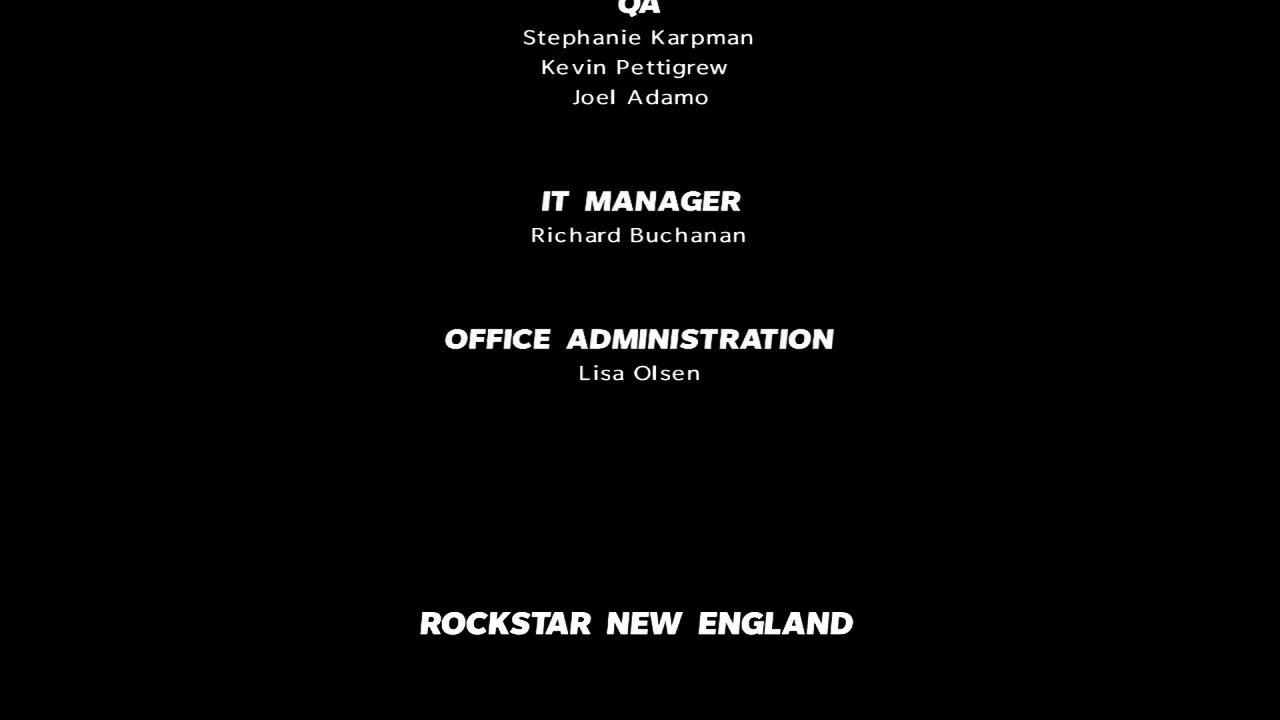 QA
Stephanie Karpman
Kevin Pettigrew
Joel Adamo
IT MANAGER
Richard Buchanan
OFFICE ADMINISTRATION
Lisa Olsen
ROCKSTAR NEW ENGLAND